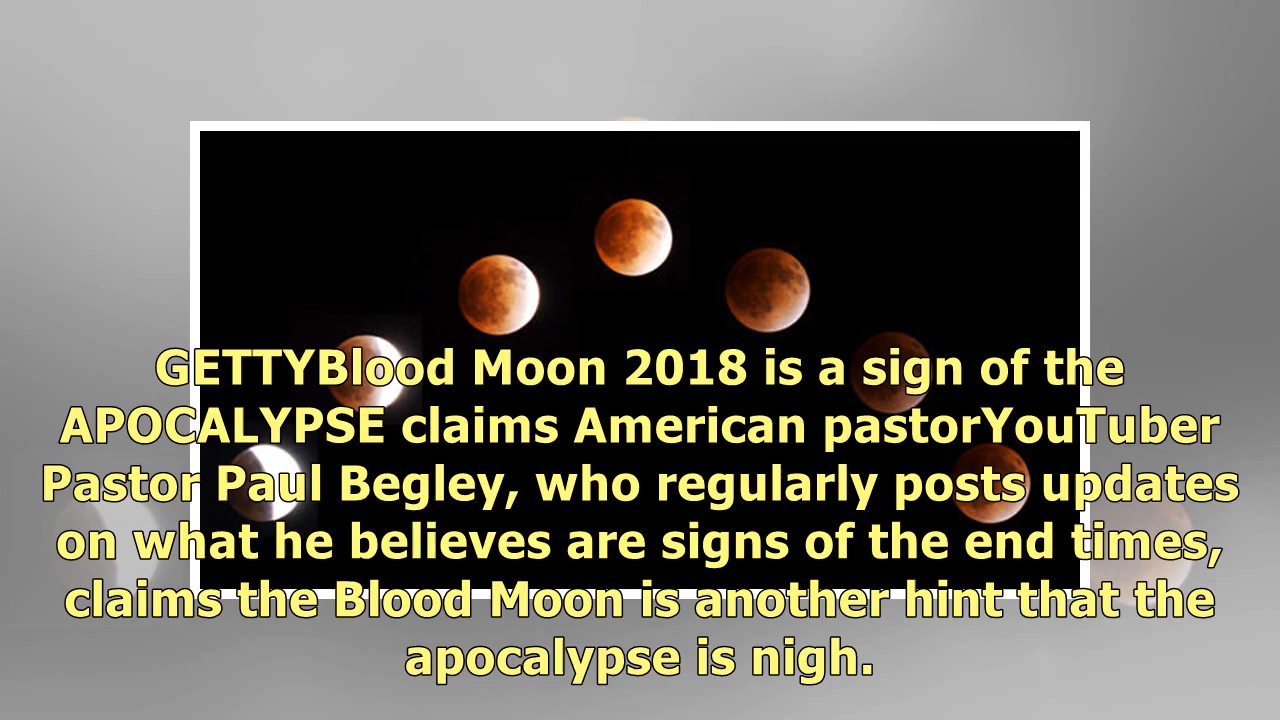 GETTYBlood Moon 2018 is a sign of the
APOCALYPSE claims American pastorYouTuber
Pastor Paul Begley, who regularly posts updates
on what he believes are signs of the end times,
claims the Blood Moon is another hint that the
apocalypse is nigh.